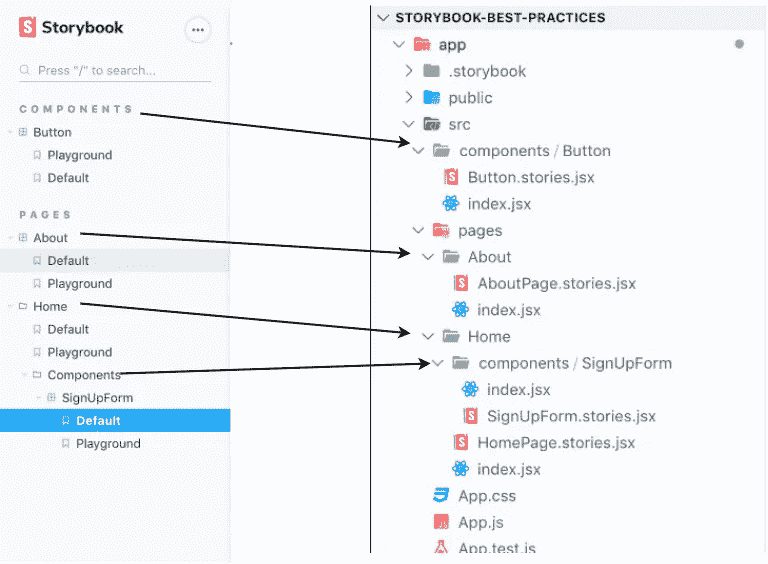 Storybook
Press "/" to search...
COMPONENTS
Button
Playground
Default
PAGES
About
Default
Playground
Home
Default
Playground
Components
SignUpForm
Default
Playground
STORYBOOK-BEST-PRACTICES
app
.storybook
public
src
components / Button
Button.stories.jsx
index.jsx
pages
About
AboutPage.stories.jsx
index.jsx
Home
components / SignUpForm
index.jsx
SignUpForm.stories.jsx
HomePage.stories.jsx
index.jsx
App.css
App.js
App.test.js